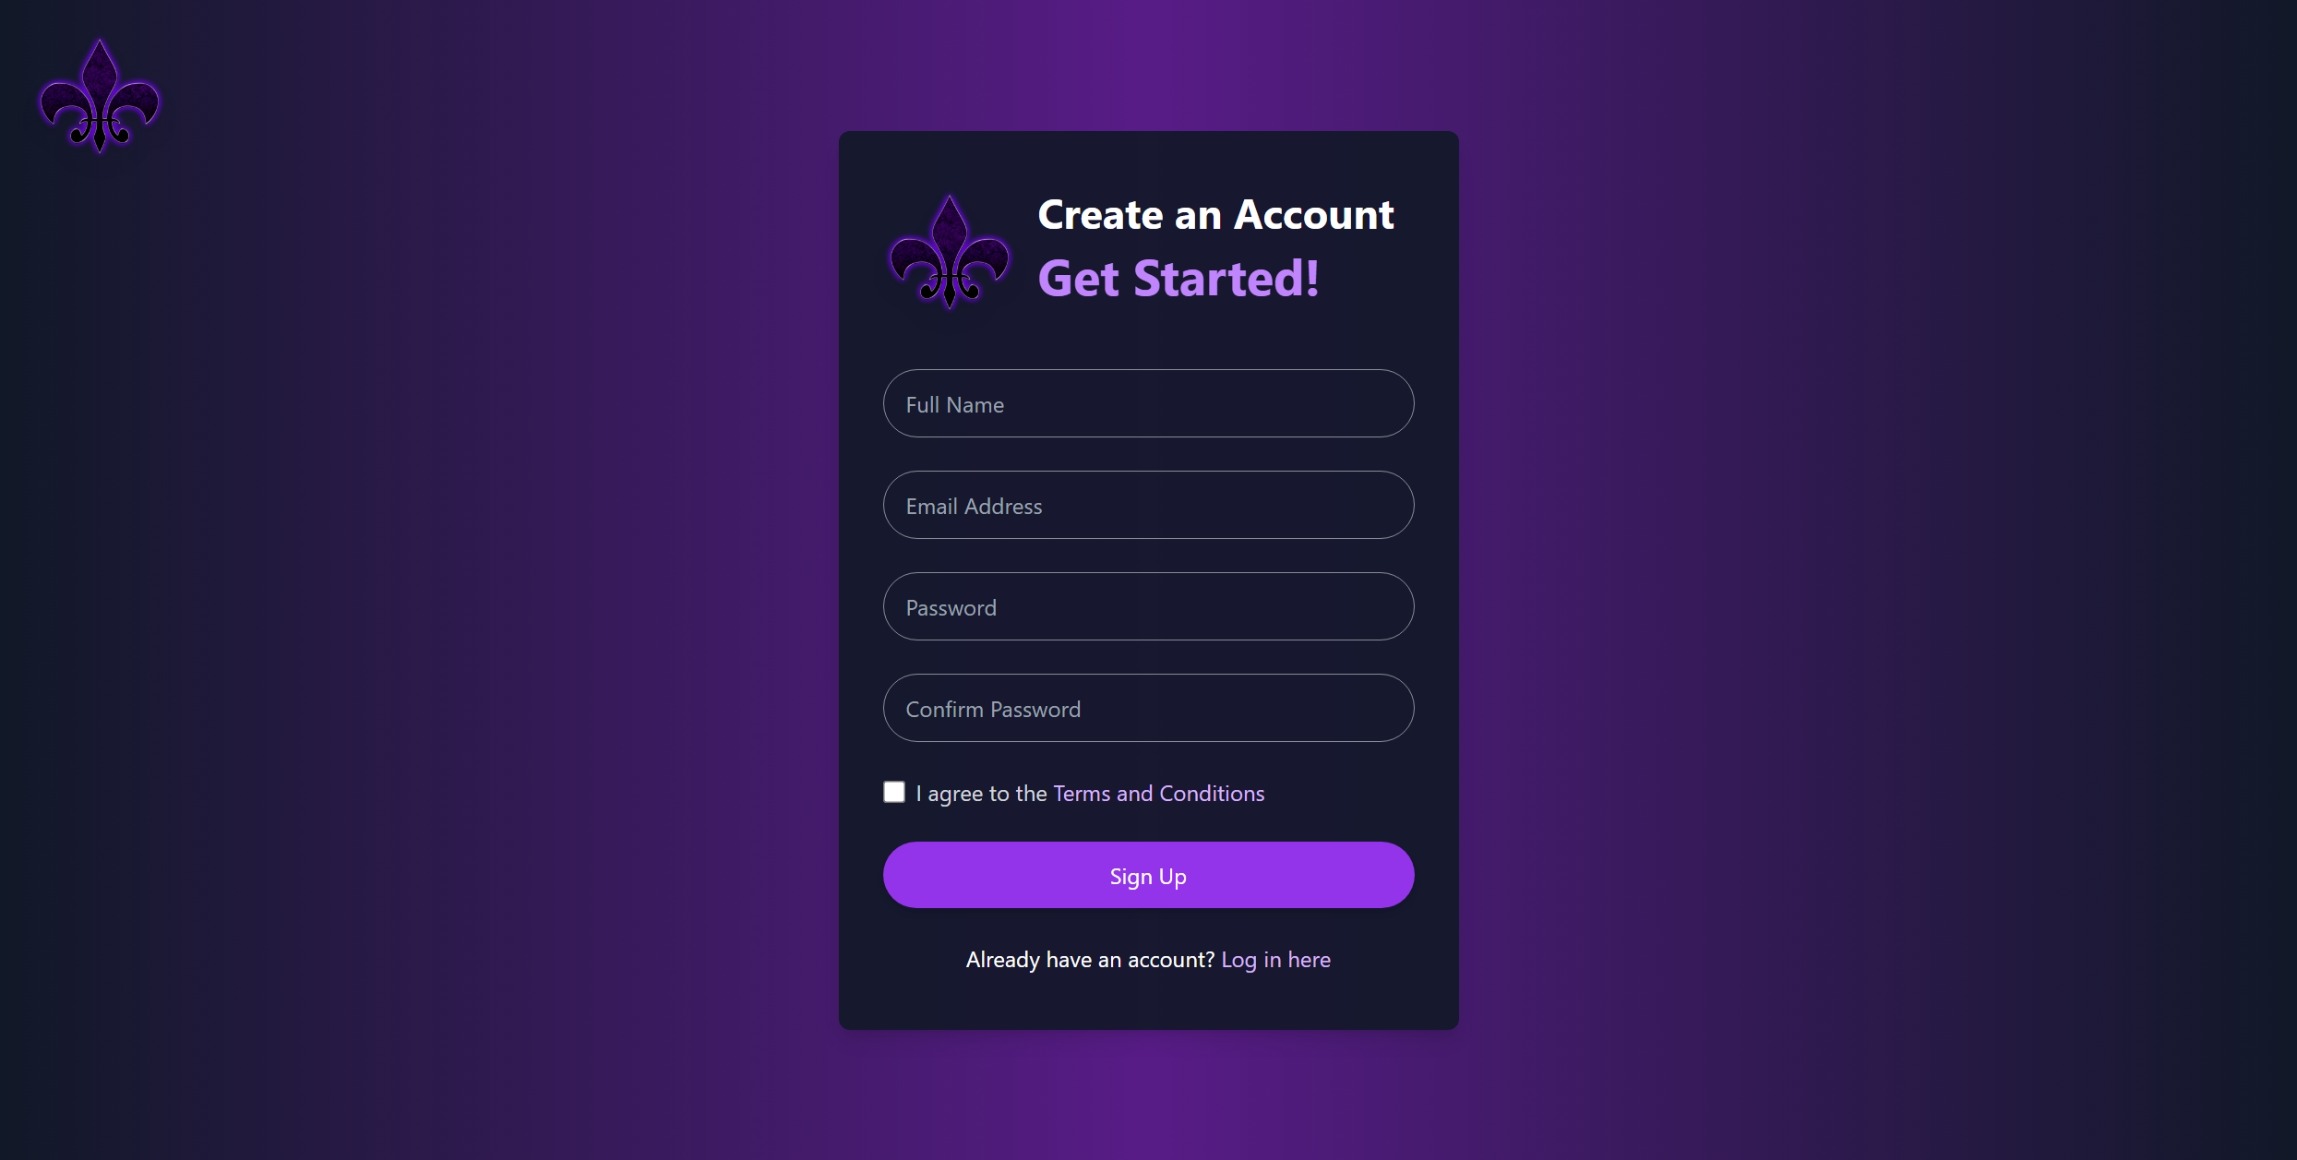 Create an Account
Get Started!
Full Name
Email Address
Password
Confirm Password
I agree to the Terms and Conditions
Sign Up
Already have an account? Log in here